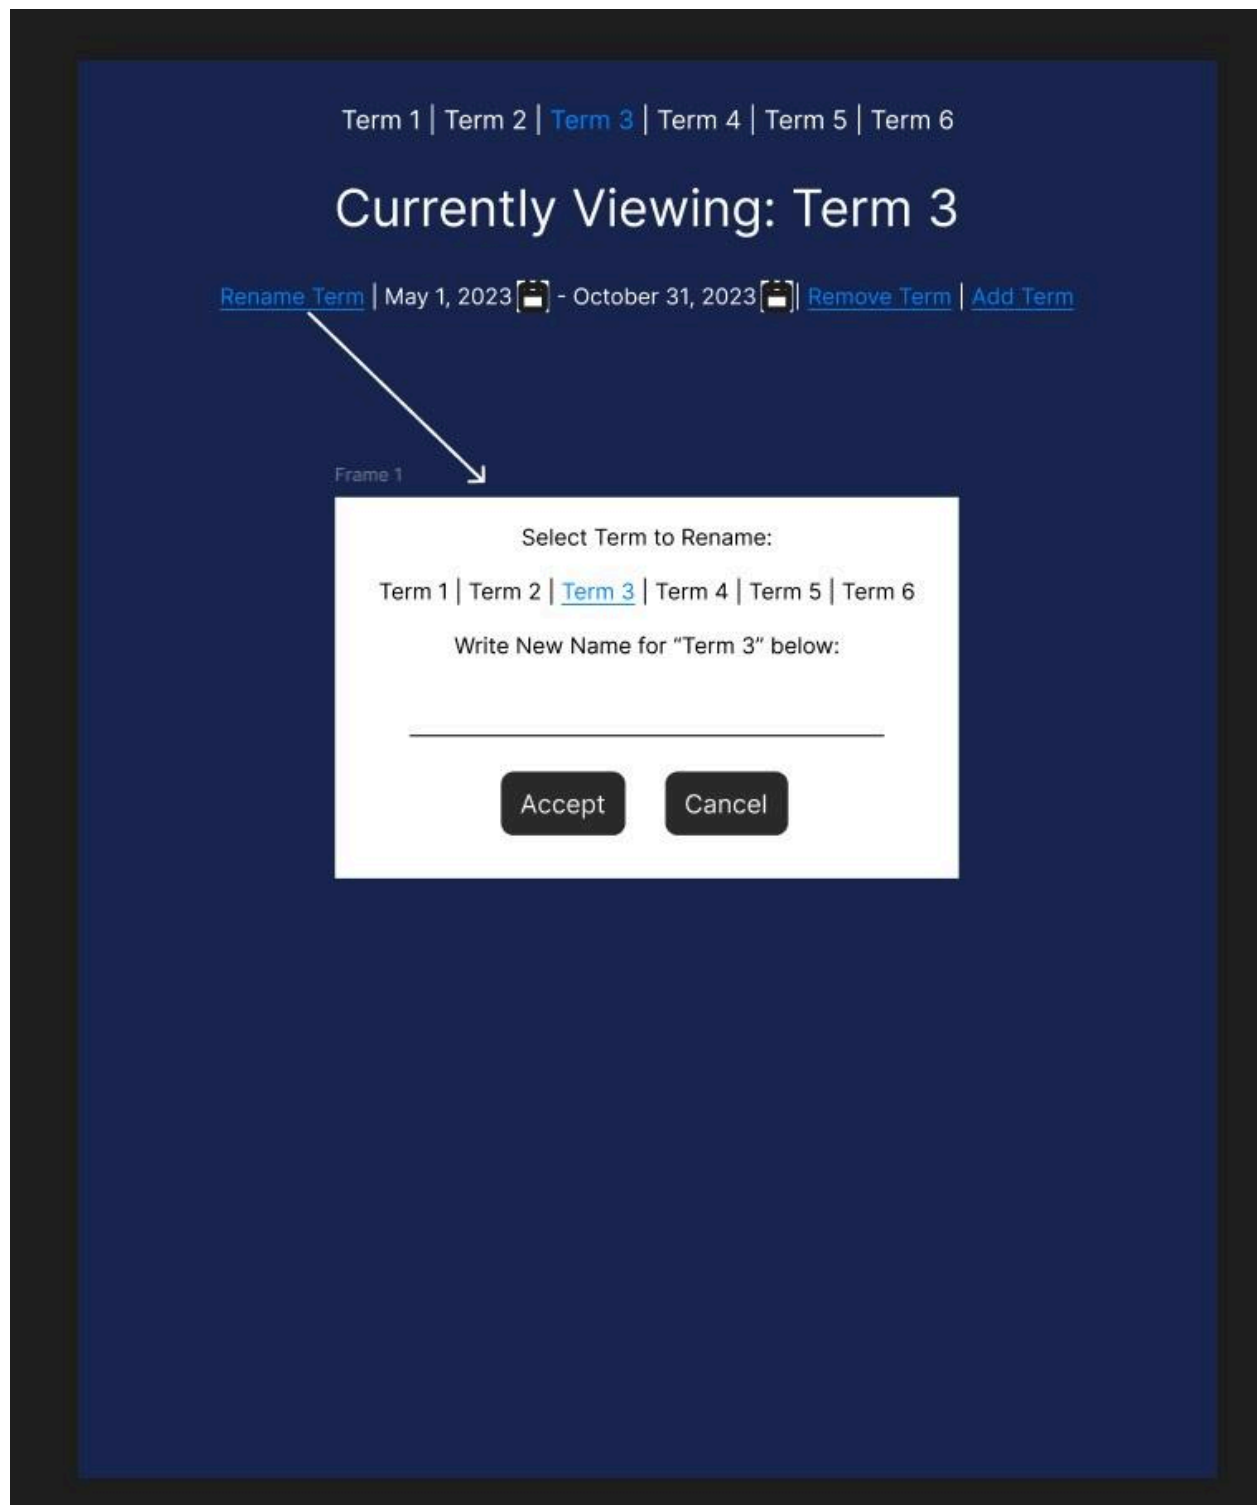 Term 1 | Term 2 | Term 3 | Term 4 | Term 5 | Term 6
Currently Viewing: Term 3
Rename Term | May 1, 2023 - October 31, 2023 | Remove Term | Add Term
Frame 1
Select Term to Rename:
Term 1 | Term 2 | Term 3 | Term 4 | Term 5 | Term 6
Write New Name for “Term 3” below:
Accept Cancel